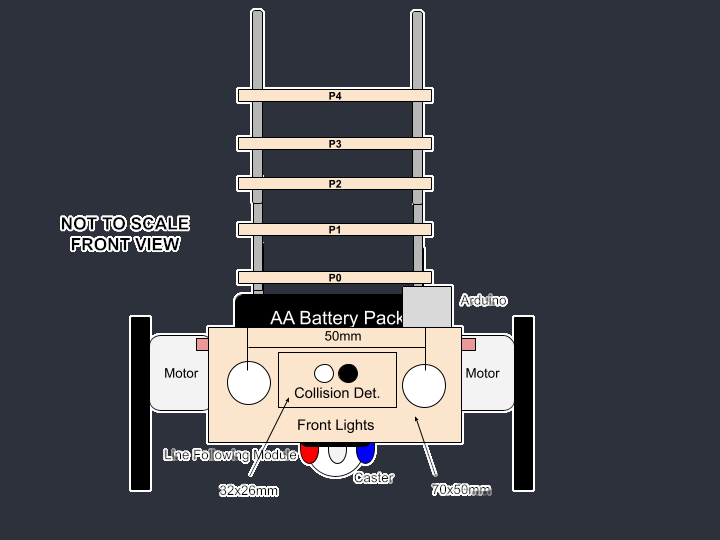 P4
P3
P2
NOT TO SCALE
FRONT VIEW
P1
P0
Arduino
AA Battery Pack
50mm
Motor
Motor
Collision Det.
Front Lights
Line Following Module
Caster
32x26mm
70x50mm